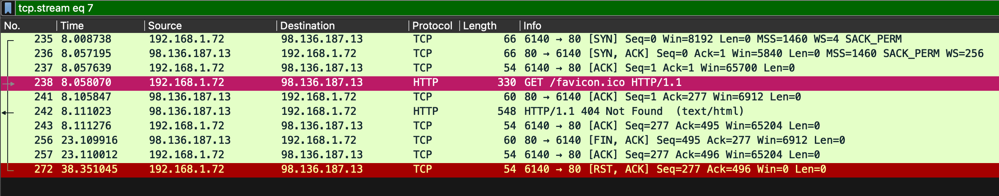 tcp.stream eq 7
No. Time Source Destination Protocol Length Info
235 8.008738 192.168.1.72 98.136.187.13 TCP 66 6140 → 80 [SYN] Seq=0 Win=8192 Len=0 MSS=1460 WS=4 SACK_PERM
236 8.057195 98.136.187.13 192.168.1.72 TCP 66 80 → 6140 [SYN, ACK] Seq=0 Ack=1 Win=5840 Len=0 MSS=1460 SACK_PERM WS=256
237 8.057639 192.168.1.72 98.136.187.13 TCP 54 6140 → 80 [ACK] Seq=1 Ack=1 Win=65700 Len=0
238 8.058070 192.168.1.72 98.136.187.13 HTTP 330 GET /favicon.ico HTTP/1.1
241 8.105847 98.136.187.13 192.168.1.72 TCP 60 80 → 6140 [ACK] Seq=1 Ack=277 Win=6912 Len=0
242 8.111023 98.136.187.13 192.168.1.72 HTTP 548 HTTP/1.1 404 Not Found  (text/html)
243 8.111276 192.168.1.72 98.136.187.13 TCP 54 6140 → 80 [ACK] Seq=277 Ack=495 Win=65204 Len=0
256 23.109916 98.136.187.13 192.168.1.72 TCP 60 80 → 6140 [FIN, ACK] Seq=495 Ack=277 Win=6912 Len=0
257 23.110012 192.168.1.72 98.136.187.13 TCP 54 6140 → 80 [ACK] Seq=277 Ack=496 Win=65204 Len=0
272 38.351045 192.168.1.72 98.136.187.13 TCP 54 6140 → 80 [RST, ACK] Seq=277 Ack=496 Win=0 Len=0